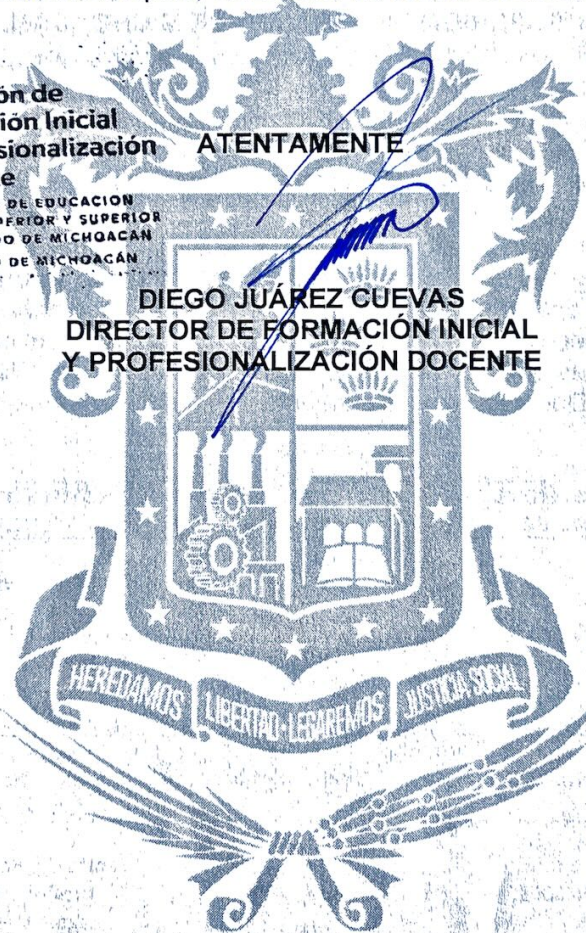 ón de
ión Inicial
sionalización
e
DE EDUCACION
PERIOR Y SUPERIOR
DO DE MICHOACAN
DE MICHOACÁN
ATENTAMENTE
DIEGO JUÁREZ CUEVAS
DIRECTOR DE FORMACIÓN INICIAL
Y PROFESIONALIZACIÓN DOCENTE
HEREDAMOS LIBERTAD·LEGAREMOS JUSTICIA SOCIAL